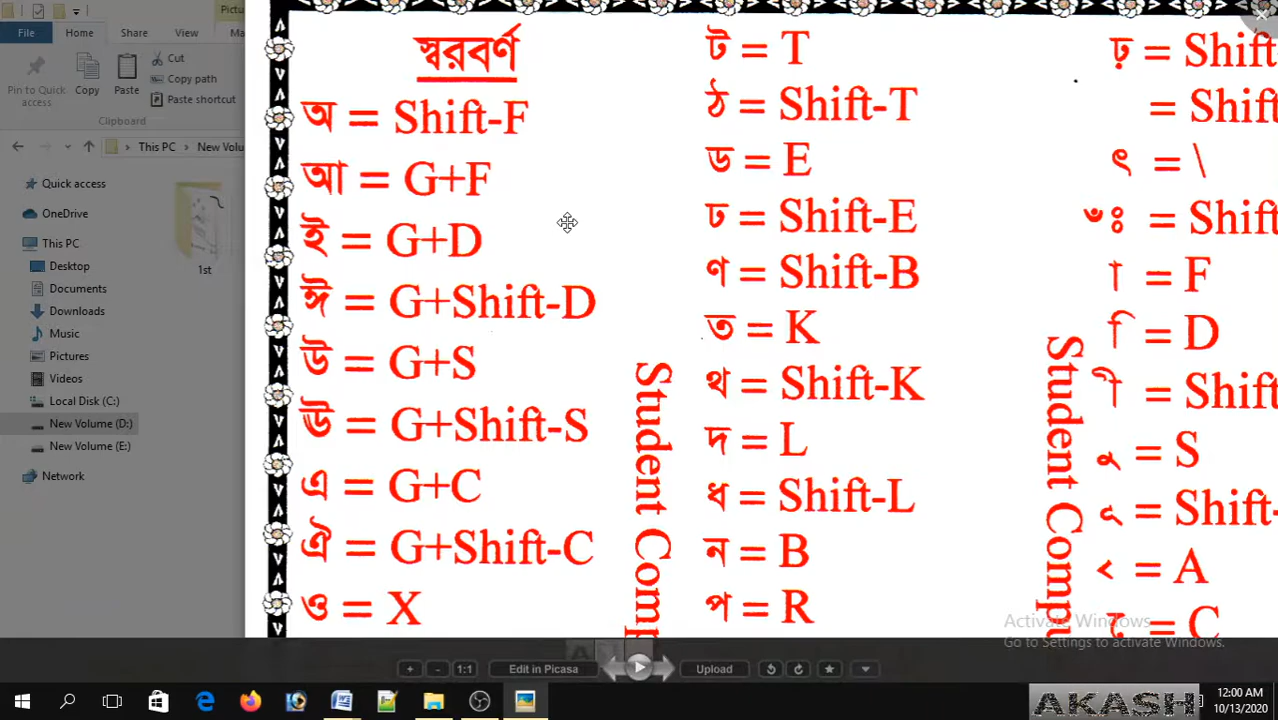 Pictu
File
Home
Share
View
Ma
Pin to Quick access
Copy
Paste
Cut
Copy path
Paste shortcut
Clipboard
This PC
New Volu
Quick access
OneDrive
This PC
Desktop
Documents
Downloads
Music
Pictures
Videos
Local Disk (C:)
New Volume (D:)
New Volume (E:)
Network
1st
স্বরবর্ণ
অ = Shift-F
আ = G+F
ই = G+D
ঈ = G+Shift-D
উ = G+S
ঊ = G+Shift-S
এ = G+C
ঐ = G+Shift-C
ও = X
Student Comp
ট = T
ঠ = Shift-T
ড = E
ঢ = Shift-E
ণ = Shift-B
ত = K
থ = Shift-K
দ = L
ধ = Shift-L
ন = B
প = R
Student Compu
ঢ় = Shift-
= Shift
ৎ = \
ঁঃ = Shift
া = F
ি = D
ী = Shift
ু = S
ূ = Shift-
ৃ = A
ে = C
Activate Windows
Go to Settings to activate Windows.
+
-
1:1
Edit in Picasa
Upload
AKASH
12:00 AM
10/13/2020